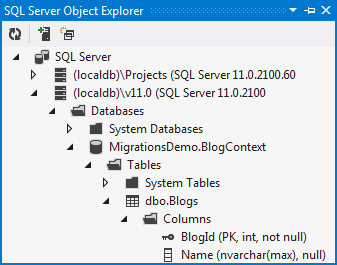 SQL Server Object Explorer
SQL Server
(localdb)\Projects (SQL Server 11.0.2100.60
(localdb)\v11.0 (SQL Server 11.0.2100
Databases
System Databases
MigrationsDemo.BlogContext
Tables
System Tables
dbo.Blogs
Columns
BlogId (PK, int, not null)
Name (nvarchar(max), null)